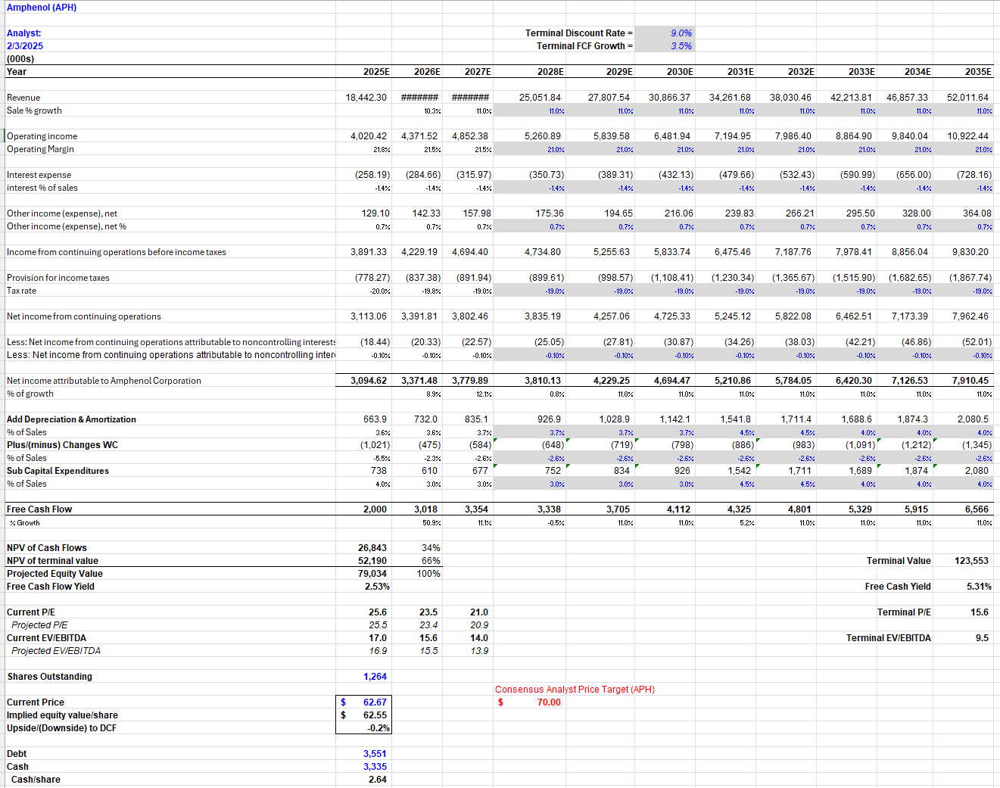 Amphenol (APH)
Analyst: Terminal Discount Rate = 9.0%
2/3/2025 Terminal FCF Growth = 3.5%
(000s)
Year 2025E 2026E 2027E 2028E 2029E 2030E 2031E 2032E 2033E 2034E 2035E
Revenue 18,442.30 ####### ####### 25,051.84 27,807.54 30,866.37 34,261.68 38,030.46 42,213.81 46,857.33 52,011.64
Sale % growth 10.3% 11.0% 11.0% 11.0% 11.0% 11.0% 11.0% 11.0% 11.0% 11.0%
Operating income 4,020.42 4,371.52 4,852.38 5,260.89 5,839.58 6,481.94 7,194.95 7,986.40 8,864.90 9,840.04 10,922.44
Operating Margin 21.8% 21.5% 21.5% 21.0% 21.0% 21.0% 21.0% 21.0% 21.0% 21.0% 21.0%
Interest expense (258.19) (284.66) (315.97) (350.73) (389.31) (432.13) (479.66) (532.43) (590.99) (656.00) (728.16)
interest % of sales -1.4% -1.4% -1.4% -1.4% -1.4% -1.4% -1.4% -1.4% -1.4% -1.4% -1.4%
Other income (expense), net 129.10 142.33 157.98 175.36 194.65 216.06 239.83 266.21 295.50 328.00 364.08
Other income (expense), net % 0.7% 0.7% 0.7% 0.7% 0.7% 0.7% 0.7% 0.7% 0.7% 0.7% 0.7%
Income from continuing operations before income taxes 3,891.33 4,229.19 4,694.40 4,734.80 5,255.63 5,833.74 6,475.46 7,187.76 7,978.41 8,856.04 9,830.20
Provision for income taxes (778.27) (837.38) (891.94) (899.61) (998.57) (1,108.41) (1,230.34) (1,365.67) (1,515.90) (1,682.65) (1,867.74)
Tax rate -20.0% -19.8% -19.0% -19.0% -19.0% -19.0% -19.0% -19.0% -19.0% -19.0% -19.0%
Net income from continuing operations 3,113.06 3,391.81 3,802.46 3,835.19 4,257.06 4,725.33 5,245.12 5,822.08 6,462.51 7,173.39 7,962.46
Less: Net income from continuing operations attributable to noncontrolling interests (18.44) (20.33) (22.57) (25.05) (27.81) (30.87) (34.26) (38.03) (42.21) (46.86) (52.01)
Less: Net income from continuing operations attributable to noncontrolling inter -0.10% -0.10% -0.10% -0.10% -0.10% -0.10% -0.10% -0.10% -0.10% -0.10% -0.10%
Net income attributable to Amphenol Corporation 3,094.62 3,371.48 3,779.89 3,810.13 4,229.25 4,694.47 5,210.86 5,784.05 6,420.30 7,126.53 7,910.45
% of growth 8.9% 12.1% 0.8% 11.0% 11.0% 11.0% 11.0% 11.0% 11.0% 11.0%
Add Depreciation & Amortization 663.9 732.0 835.1 926.9 1,028.9 1,142.1 1,541.8 1,711.4 1,688.6 1,874.3 2,080.5
% of Sales 3.6% 3.6% 3.7% 3.7% 3.7% 3.7% 4.5% 4.5% 4.0% 4.0% 4.0%
Plus/(minus) Changes WC (1,021) (475) (584) (648) (719) (798) (886) (983) (1,091) (1,212) (1,345)
% of Sales -5.5% -2.3% -2.6% -2.6% -2.6% -2.6% -2.6% -2.6% -2.6% -2.6% -2.6%
Sub Capital Expenditures 738 610 677 752 834 926 1,542 1,711 1,689 1,874 2,080
% of Sales 4.0% 3.0% 3.0% 3.0% 3.0% 3.0% 4.5% 4.5% 4.0% 4.0% 4.0%
Free Cash Flow 2,000 3,018 3,354 3,338 3,705 4,112 4,325 4,801 5,329 5,915 6,566
% Growth 50.9% 11.1% -0.5% 11.0% 11.0% 5.2% 11.0% 11.0% 11.0% 11.0%
NPV of Cash Flows 26,843 34%
NPV of terminal value 52,190 66% Terminal Value 123,553
Projected Equity Value 79,034 100%
Free Cash Flow Yield 2.53% Free Cash Yield 5.31%
Current P/E 25.6 23.5 21.0 Terminal P/E 15.6
Projected P/E 25.5 23.4 20.9
Current EV/EBITDA 17.0 15.6 14.0 Terminal EV/EBITDA 9.5
Projected EV/EBITDA 16.9 15.5 13.9
Shares Outstanding 1,264
Consensus Analyst Price Target (APH)
Current Price $ 62.67 $ 70.00
Implied equity value/share $ 62.55
Upside/(Downside) to DCF -0.2%
Debt 3,551
Cash 3,335
Cash/share 2.64